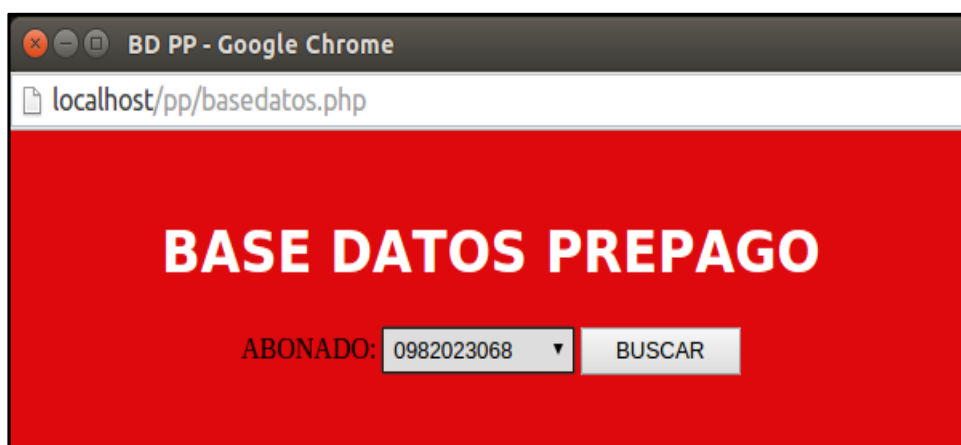 BD PP - Google Chrome
localhost/pp/basedatos.php
BASE DATOS PREPAGO
ABONADO: 0982023068 BUSCAR